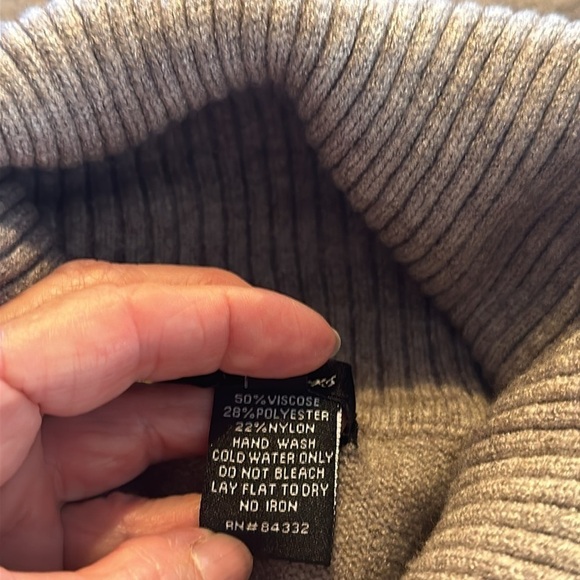 50%VISCOSE
28%POLYESTER
22%NYLON
HAND WASH
COLD WATER ONLY
DO NOT BLEACH
LAY FLAT TO DRY
NO IRON
RN#84332